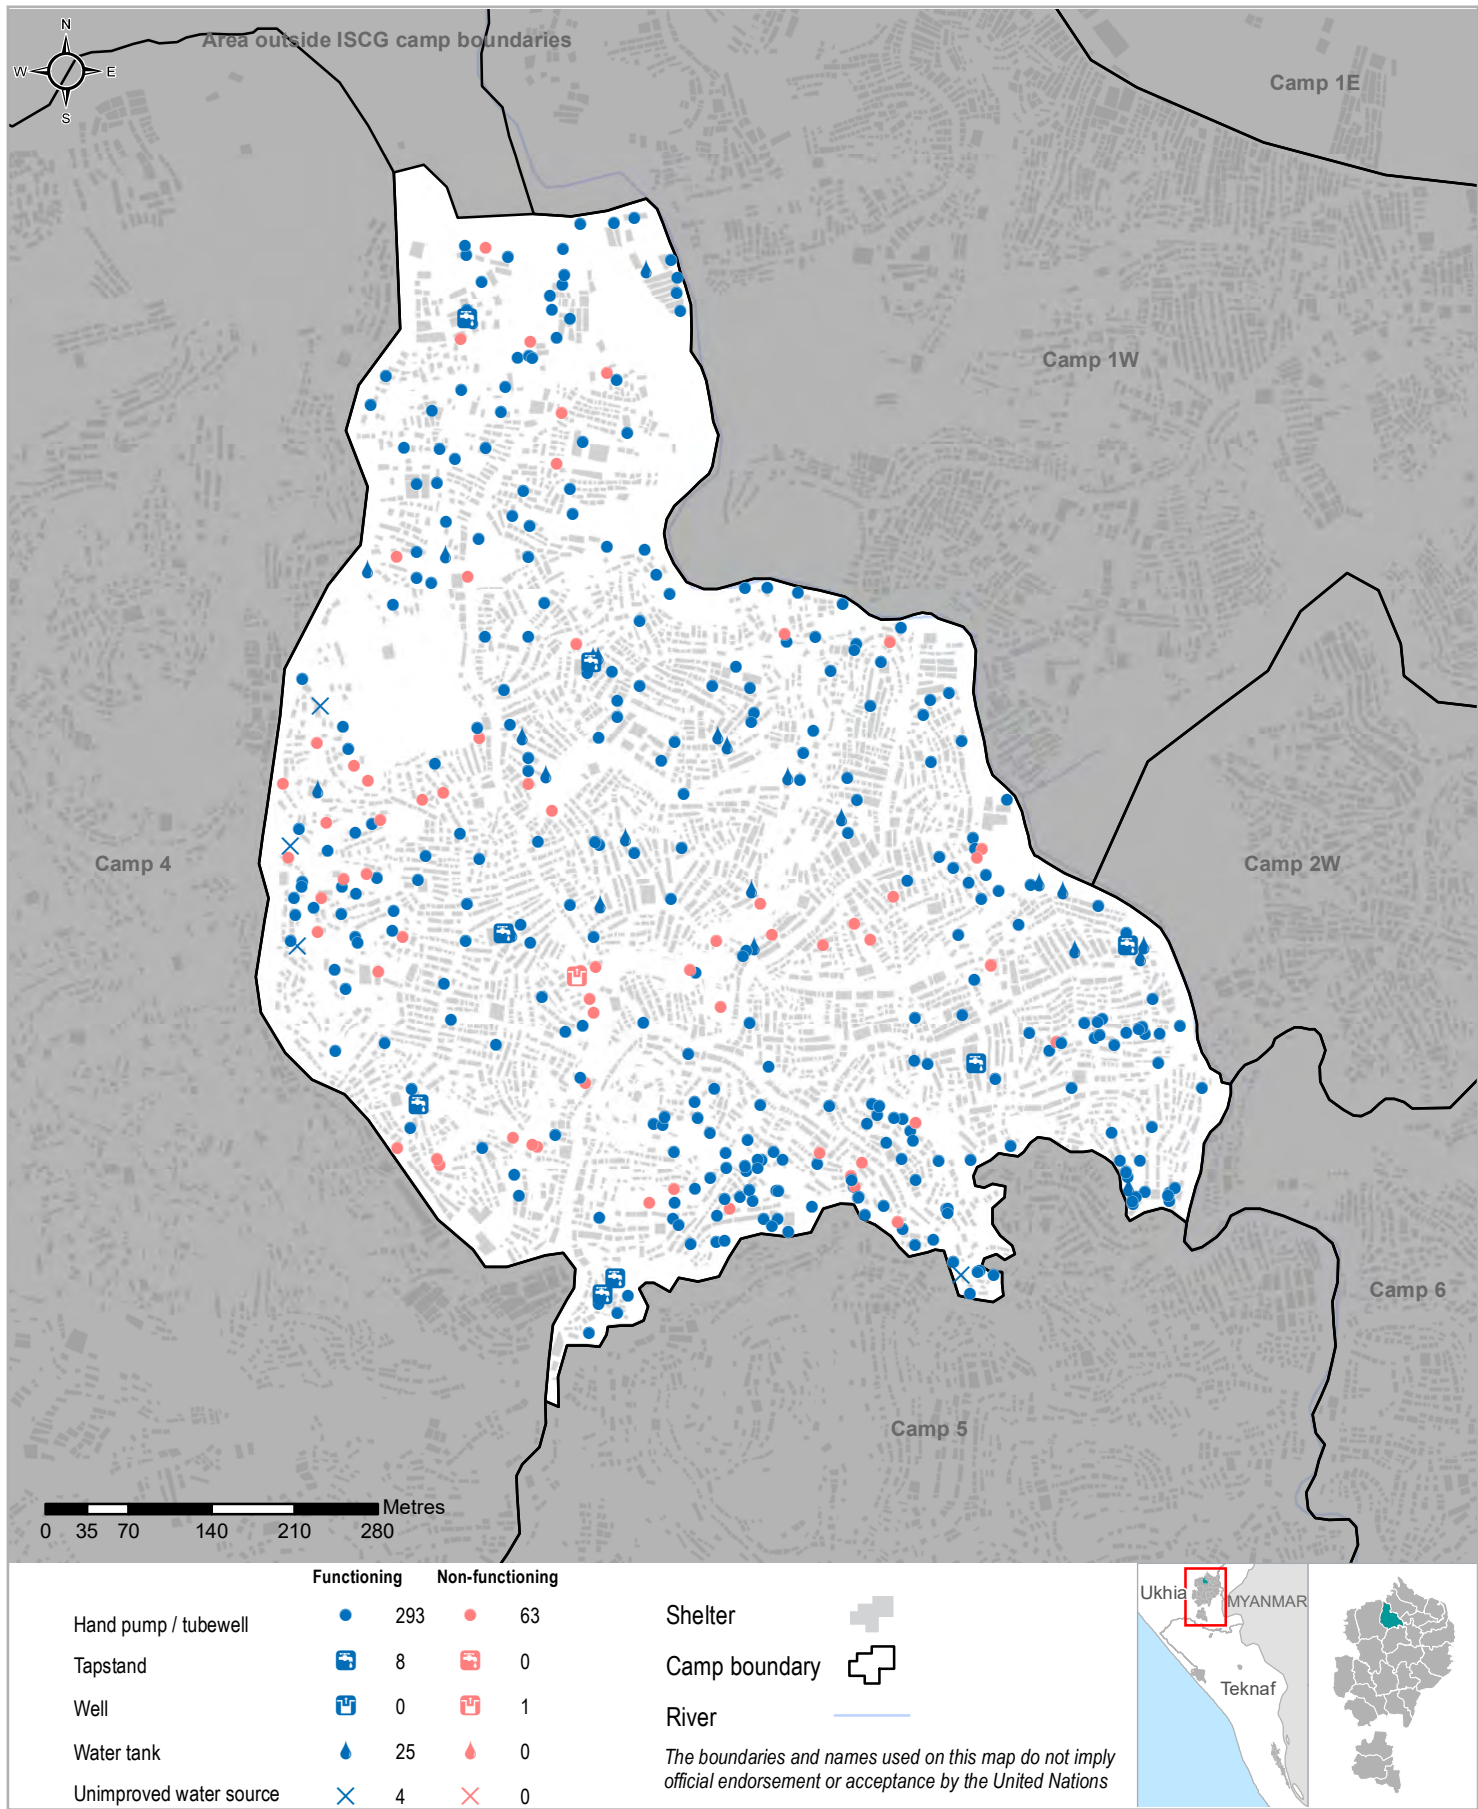 N
W E
S
Area outside ISCG camp boundaries
Camp 1E
Camp 1W
Camp 4
Camp 2W
Camp 6
Camp 5
Metres
0 35 70 140 210 280
Functioning Non-functioning
Hand pump / tubewell 293 63
Tapstand 8 0
Well 0 1
Water tank 25 0
Unimproved water source 4 0
Shelter
Camp boundary
River
The boundaries and names used on this map do not imply
official endorsement or acceptance by the United Nations
Ukhia
MYANMAR
Teknaf